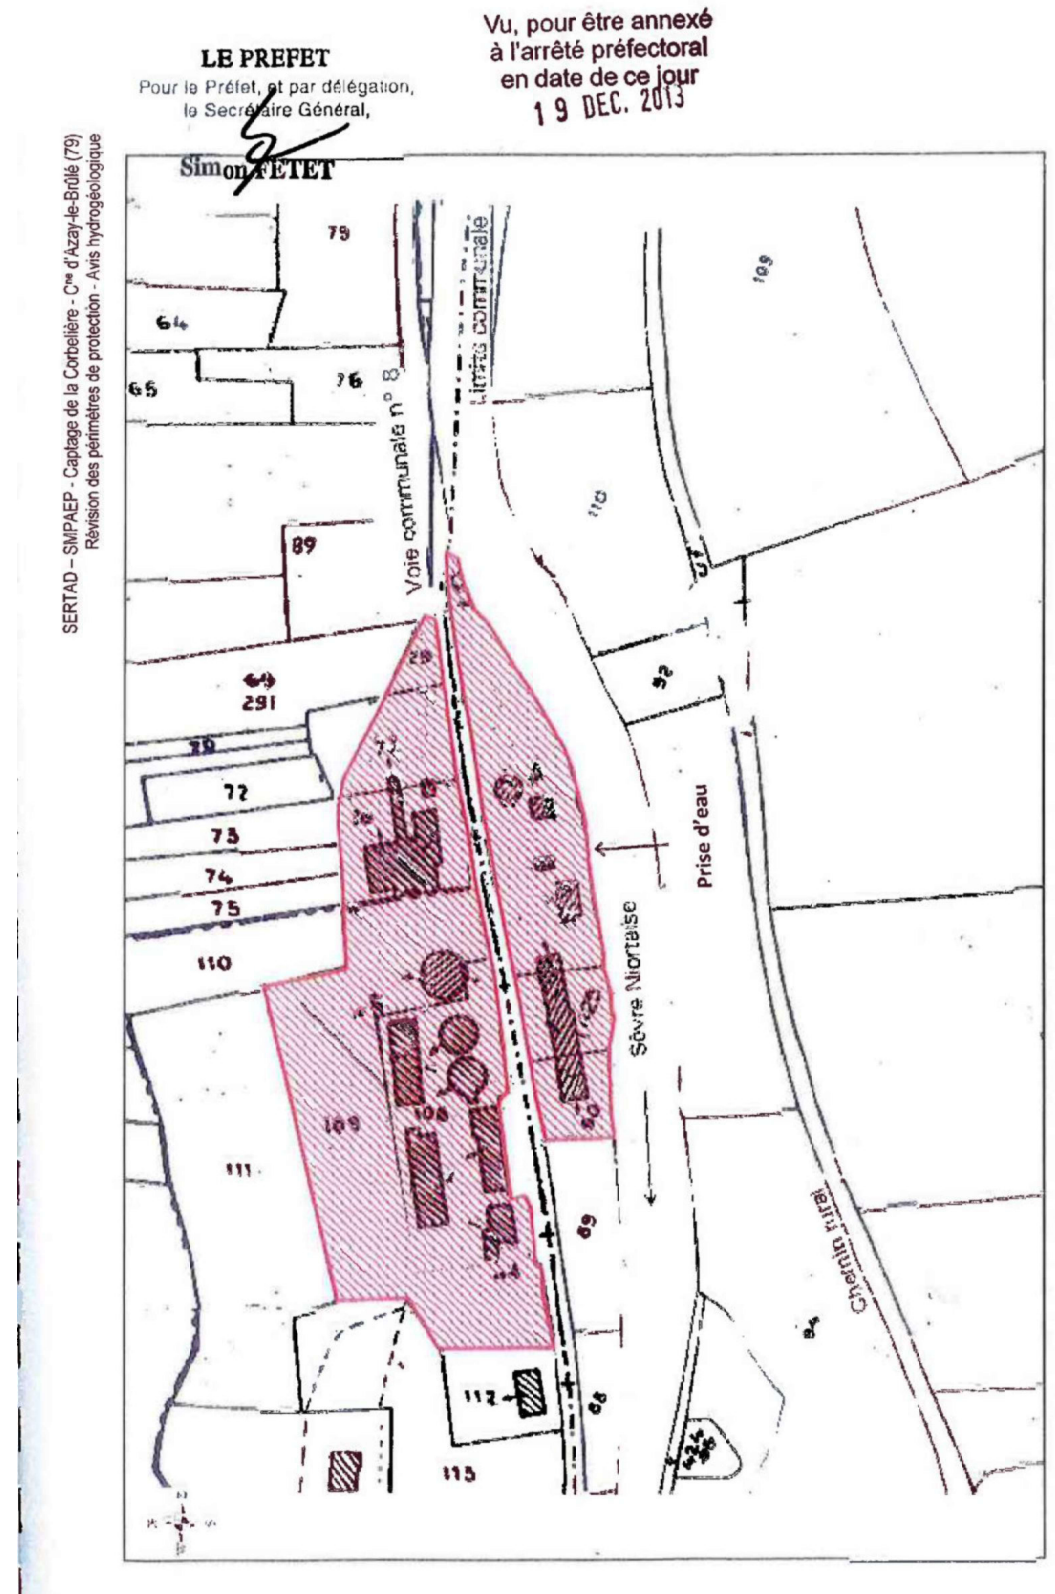 Vu, pour être annexé
à l'arrêté préfectoral
en date de ce jour
19 DEC. 2013
LE PREFET
Pour le Préfet, et par délégation,
le Secrétaire Général,
Simon FETET
SERTAD – SMPAEP - Captage de la Corbelière - Cne d'Azay-le-Brûlé (79)
Révision des périmètres de protection - Avis hydrogéologique
79
64
65
76
Voie communale n° 8
Limite communale
109
110
89
92
69
291
29
72
73
74
75
110
Prise d'eau
Sèvre Niortaise
109
108
111
90
89
Chemin rural
112
88
113